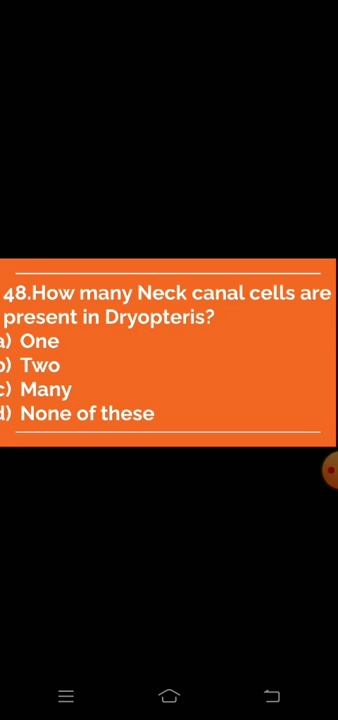 48.How many Neck canal cells are
present in Dryopteris?
a) One
b) Two
c) Many
d) None of these